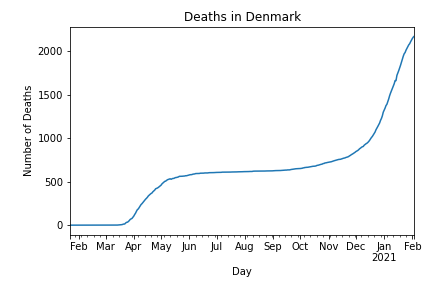 Deaths in Denmark
Number of Deaths
2000
1500
1000
500
0
Feb Mar Apr May Jun Jul Aug Sep Oct Nov Dec Jan Feb
2021
Day